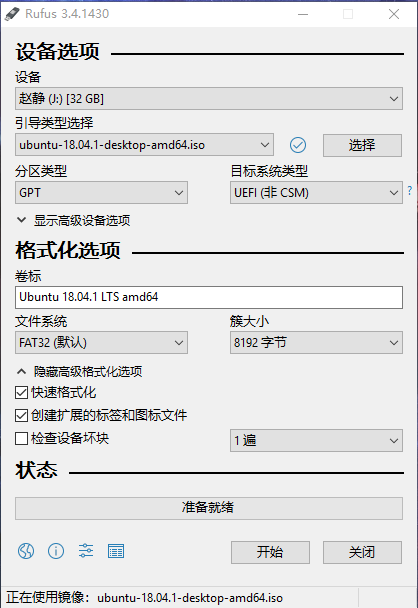 Rufus 3.4.1430
设备选项
设备
赵静 (J:) [32 GB]
引导类型选择
ubuntu-18.04.1-desktop-amd64.iso
选择
分区类型
目标系统类型
GPT
UEFI (非 CSM)
?
显示高级设备选项
格式化选项
卷标
Ubuntu 18.04.1 LTS amd64
文件系统
簇大小
FAT32 (默认)
8192 字节
隐藏高级格式化选项
快速格式化
创建扩展的标签和图标文件
检查设备坏块
1 遍
状态
准备就绪
开始
关闭
正在使用镜像：ubuntu-18.04.1-desktop-amd64.iso